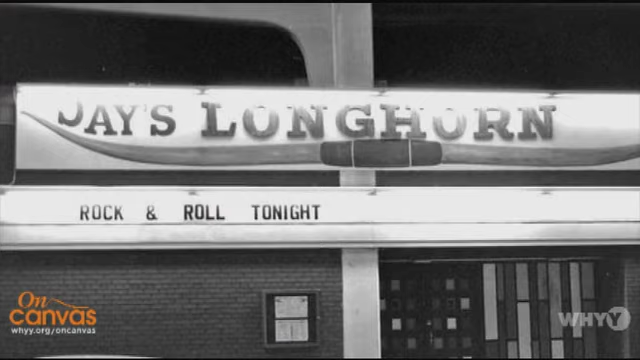 JAY'S LONGHORN
ROCK & ROLL TONIGHT
On
canvas
whyy.org/oncanvas
WHYY